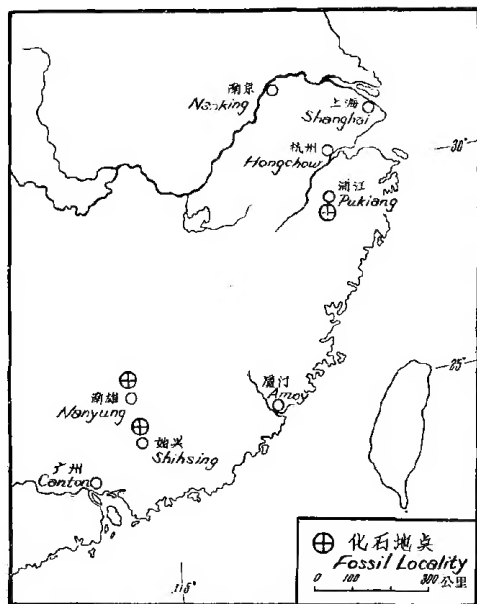 南京
Nanking
上海
Shanghai
杭州
Hongchour
30°
浦江
Pukiang
25°
厦门
Amoy
南雄
Nanyung
始兴
Shihsing
广州
Canton
化石地点
Fossil Locality
0 100 300 公里
115°